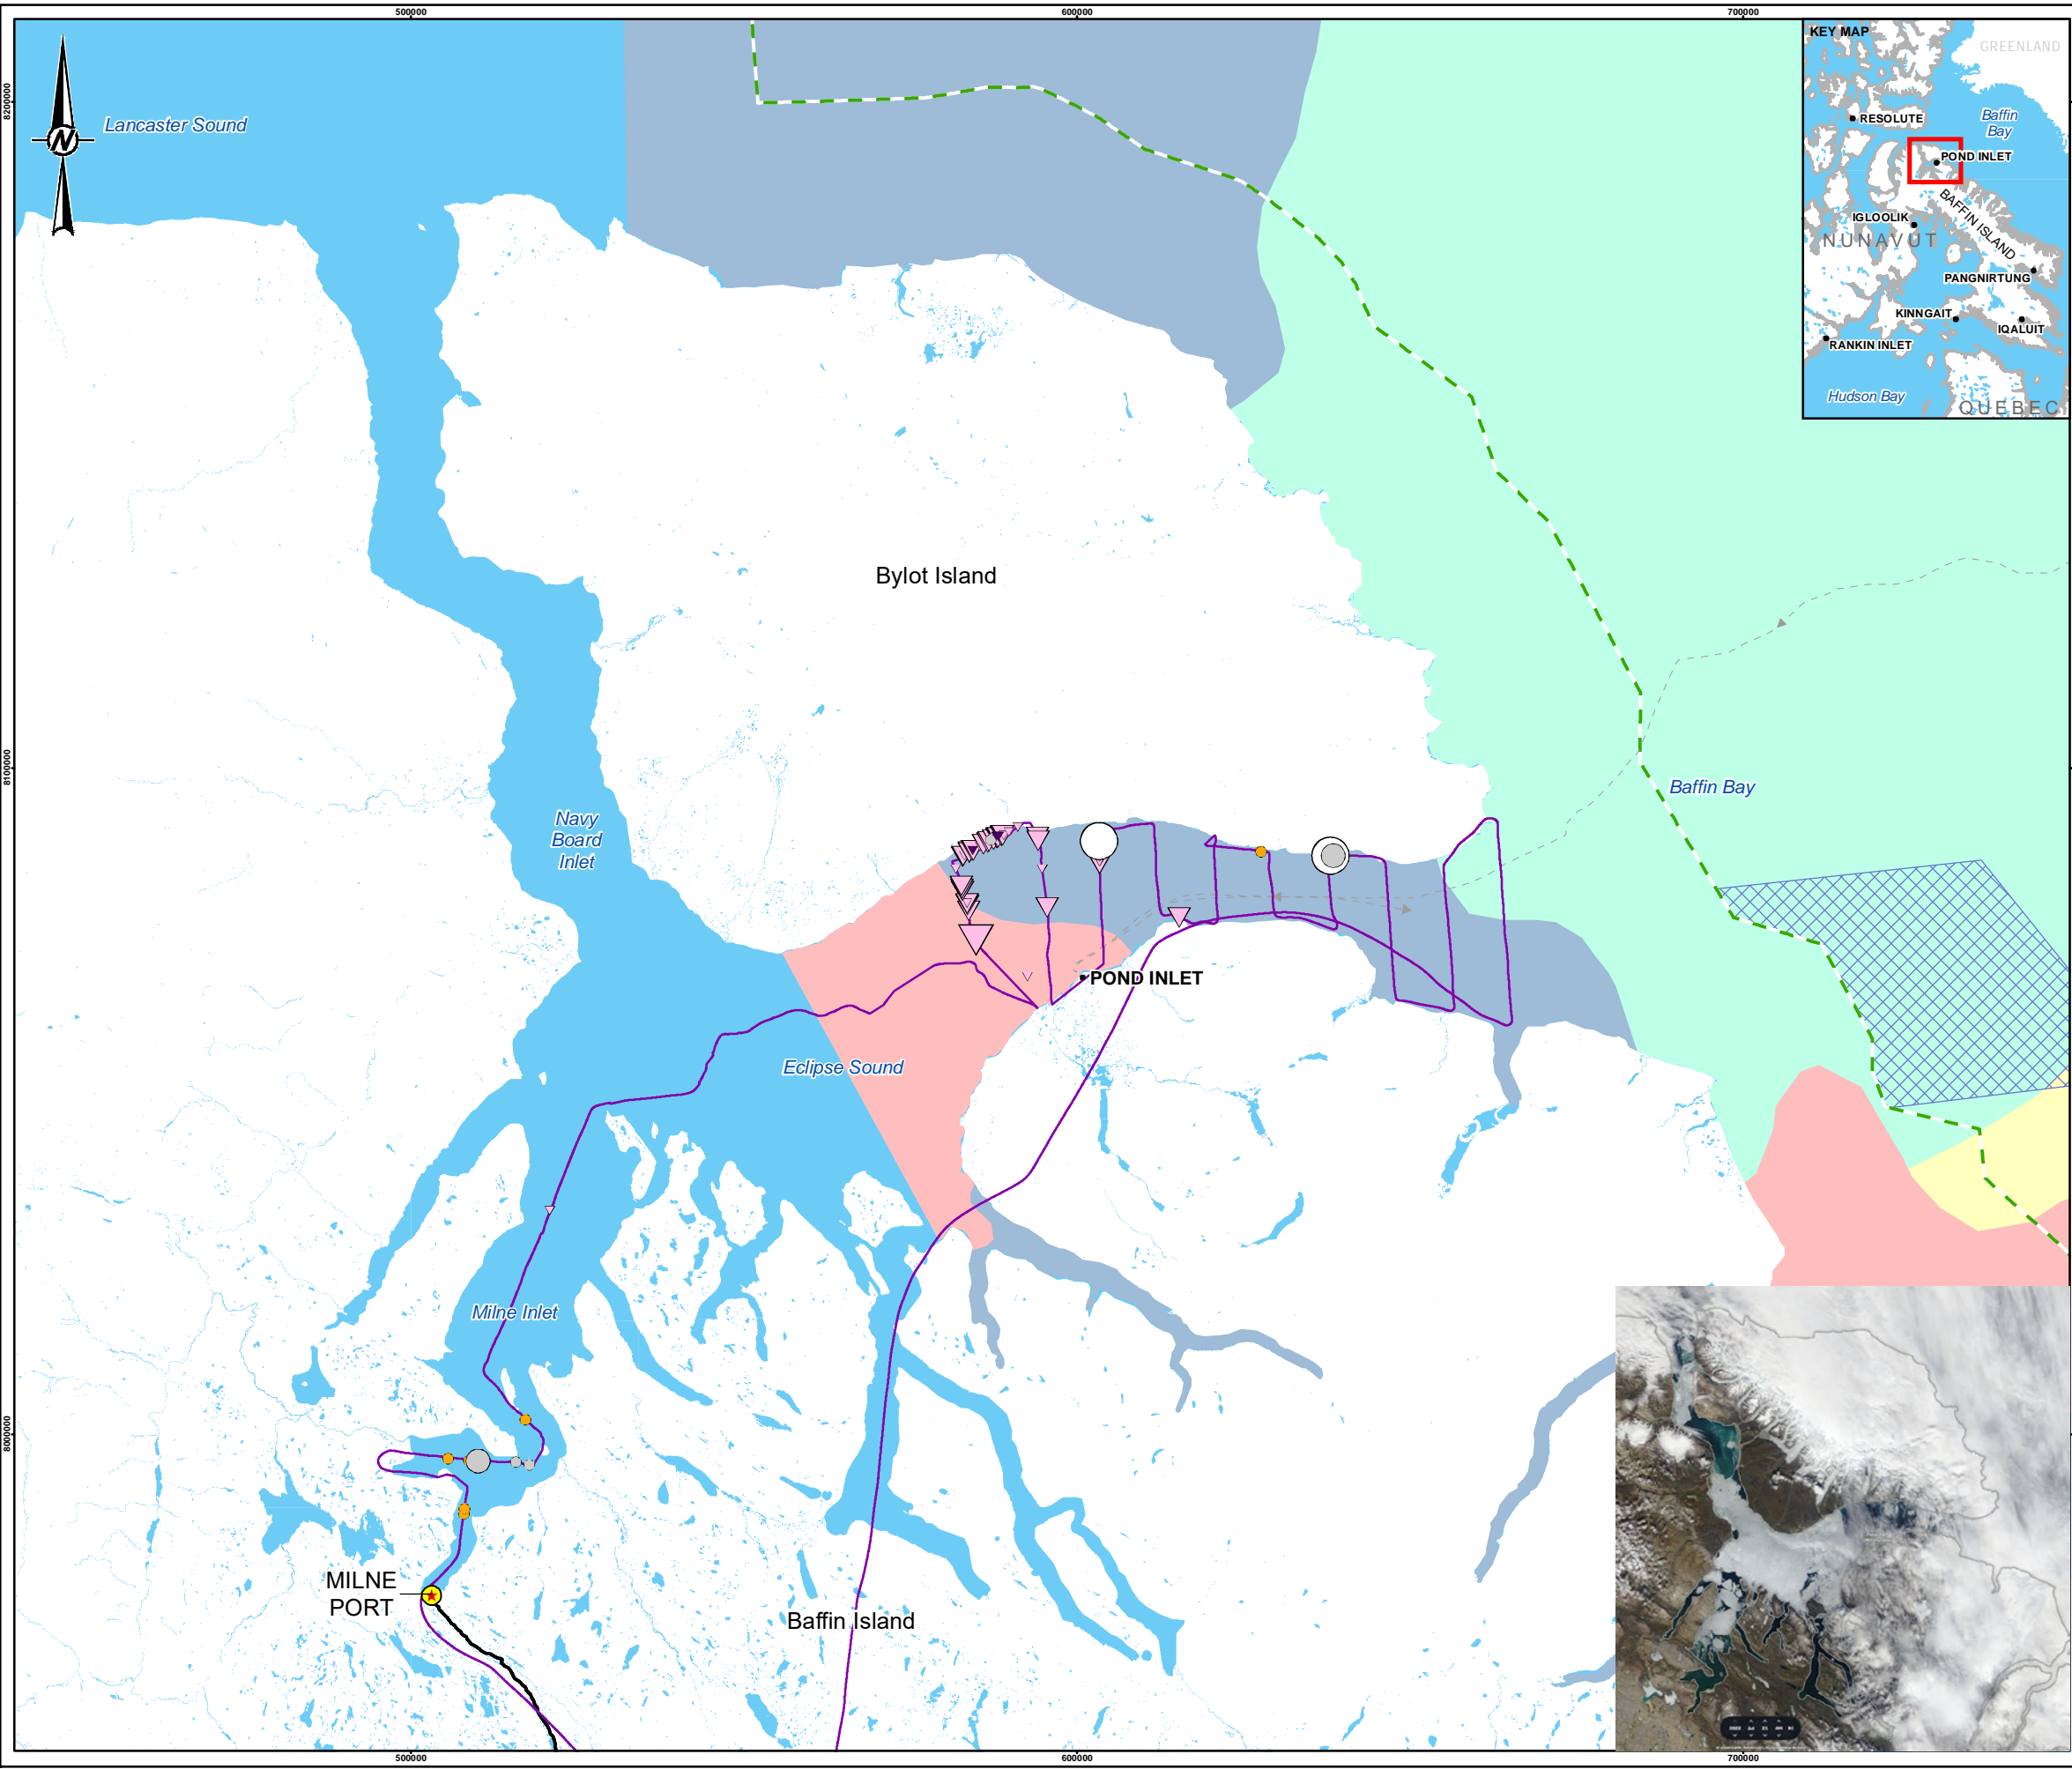 500000
600000
700000
8200000
8100000
8000000
N
Lancaster Sound
KEY MAP
GREENLAND
RESOLUTE
Baffin
Bay
POND INLET
BAFFIN ISLAND
IGLOOLIK
NUNAVUT
PANGNIRTUNG
KINNGAIT
IQALUIT
RANKIN INLET
Hudson Bay
QUEBEC
Bylot Island
Baffin Bay
Navy
Board
Inlet
POND INLET
Eclipse Sound
Milne Inlet
MILNE
PORT
Baffin Island
500000
600000
700000